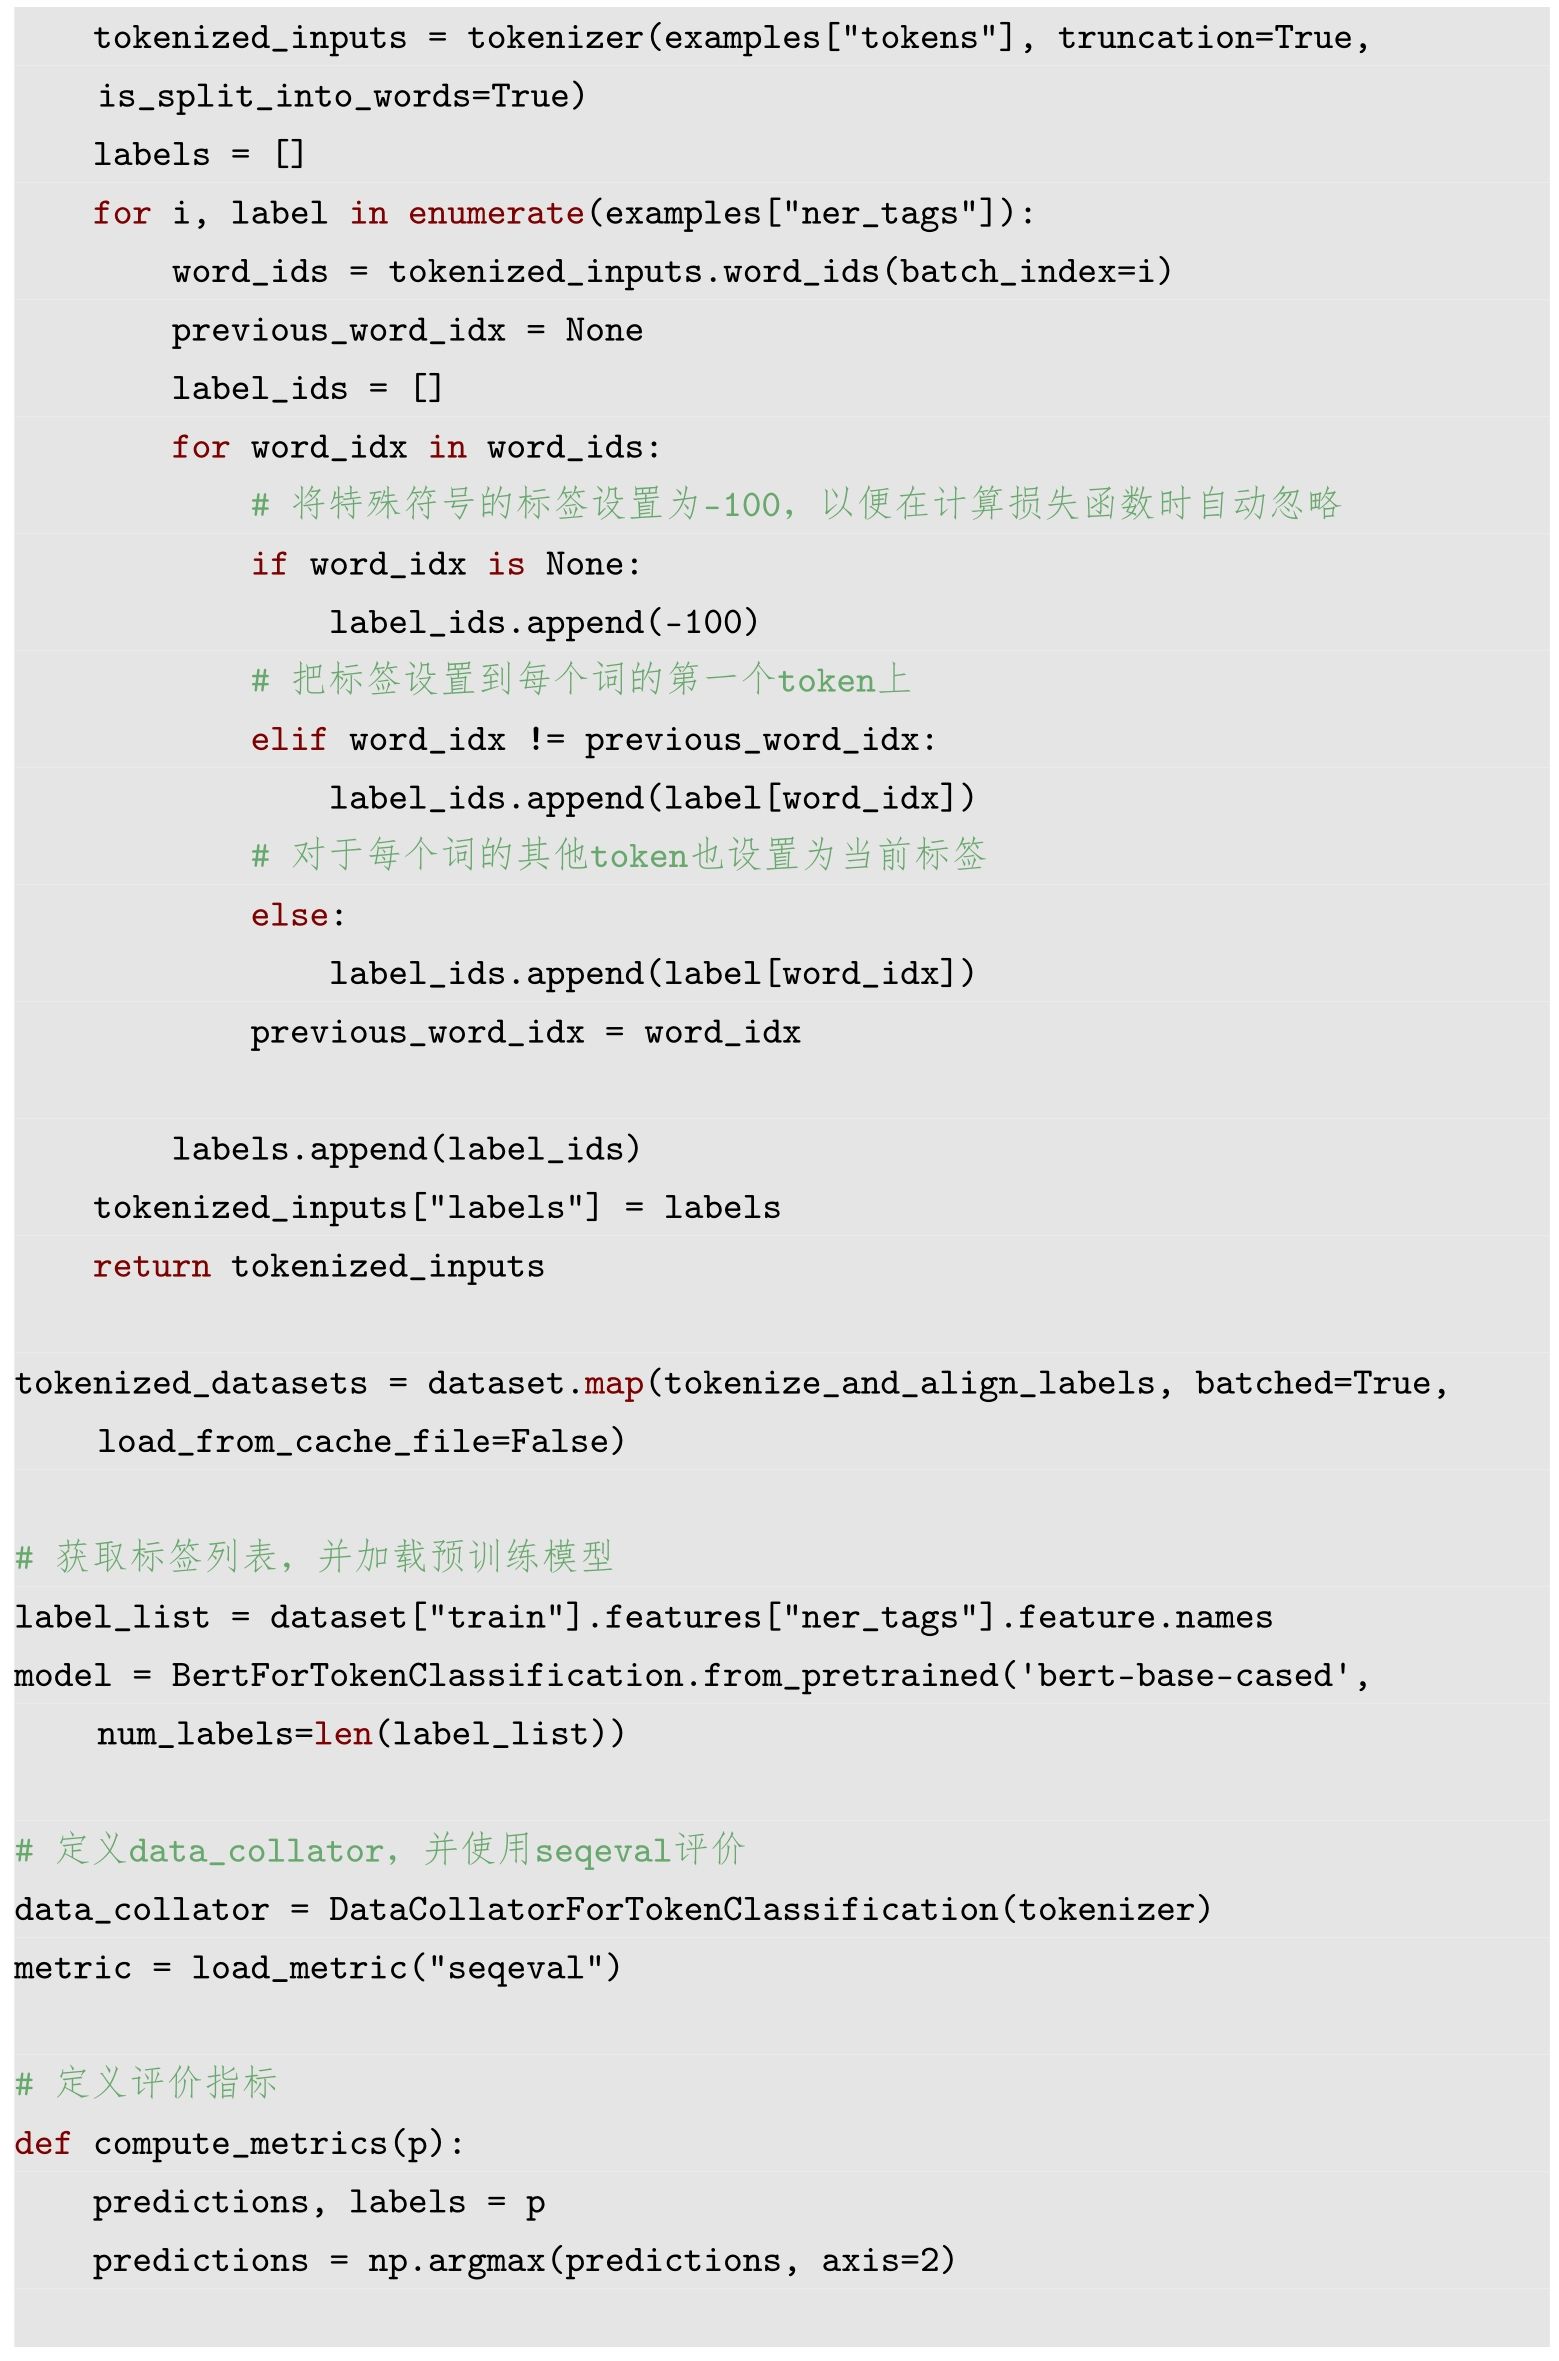 tokenized_inputs = tokenizer(examples["tokens"], truncation=True,
    is_split_into_words=True)
    labels = []
    for i, label in enumerate(examples["ner_tags"]):
        word_ids = tokenized_inputs.word_ids(batch_index=i)
        previous_word_idx = None
        label_ids = []
        for word_idx in word_ids:
            # 将特殊符号的标签设置为-100，以便在计算损失函数时自动忽略
            if word_idx is None:
                label_ids.append(-100)
            # 把标签设置到每个词的第一个token上
            elif word_idx != previous_word_idx:
                label_ids.append(label[word_idx])
            # 对于每个词的其他token也设置为当前标签
            else:
                label_ids.append(label[word_idx])
            previous_word_idx = word_idx

        labels.append(label_ids)
    tokenized_inputs["labels"] = labels
    return tokenized_inputs

tokenized_datasets = dataset.map(tokenize_and_align_labels, batched=True,
    load_from_cache_file=False)

# 获取标签列表，并加载预训练模型
label_list = dataset["train"].features["ner_tags"].feature.names
model = BertForTokenClassification.from_pretrained('bert-base-cased',
    num_labels=len(label_list))

# 定义data_collator，并使用seqeval评价
data_collator = DataCollatorForTokenClassification(tokenizer)
metric = load_metric("seqeval")

# 定义评价指标
def compute_metrics(p):
    predictions, labels = p
    predictions = np.argmax(predictions, axis=2)